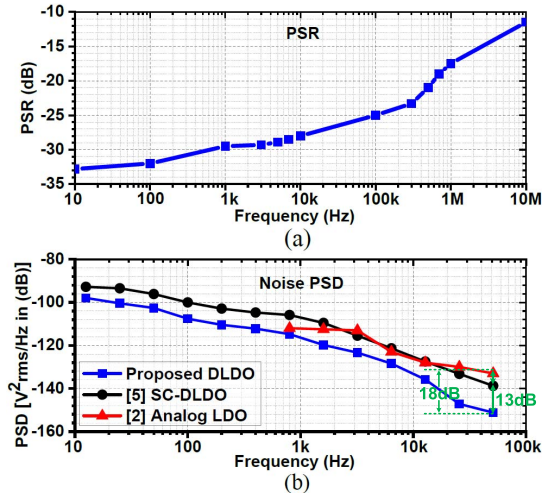 -10
PSR
-15
-20
-25
-30
-35
PSR (dB)
10 100 1k 10k 100k 1M 10M
Frequency (Hz)
(a)
-80
Noise PSD
-100
-120
-140
-160
PSD [V²rms/Hz in (dB)]
Proposed DLDO
[5] SC-DLDO
[2] Analog LDO
18dB
13dB
10 100 1k 10k 100k
Frequency (Hz)
(b)